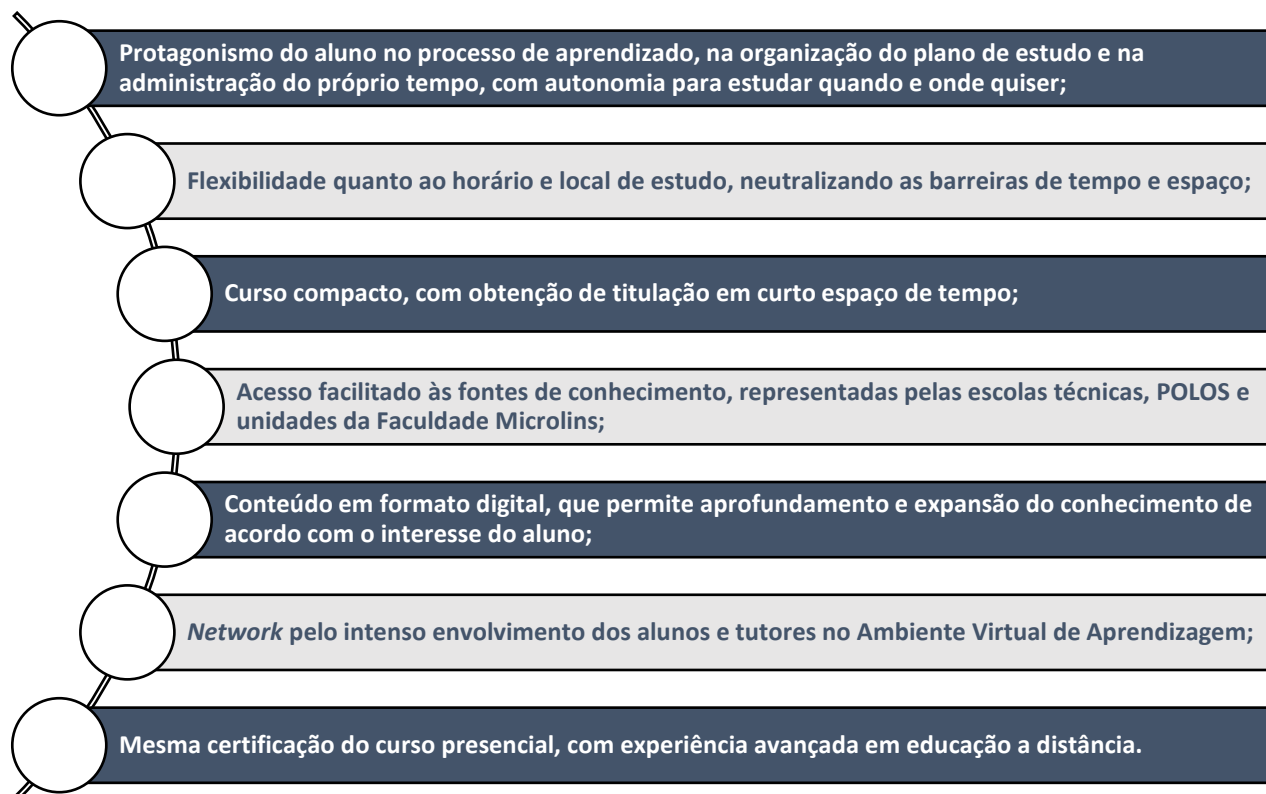 Protagonismo do aluno no processo de aprendizado, na organização do plano de estudo e na
administração do próprio tempo, com autonomia para estudar quando e onde quiser;
Flexibilidade quanto ao horário e local de estudo, neutralizando as barreiras de tempo e espaço;
Curso compacto, com obtenção de titulação em curto espaço de tempo;
Acesso facilitado às fontes de conhecimento, representadas pelas escolas técnicas, POLOS e
unidades da Faculdade Microlins;
Conteúdo em formato digital, que permite aprofundamento e expansão do conhecimento de
acordo com o interesse do aluno;
Network pelo intenso envolvimento dos alunos e tutores no Ambiente Virtual de Aprendizagem;
Mesma certificação do curso presencial, com experiência avançada em educação a distância.